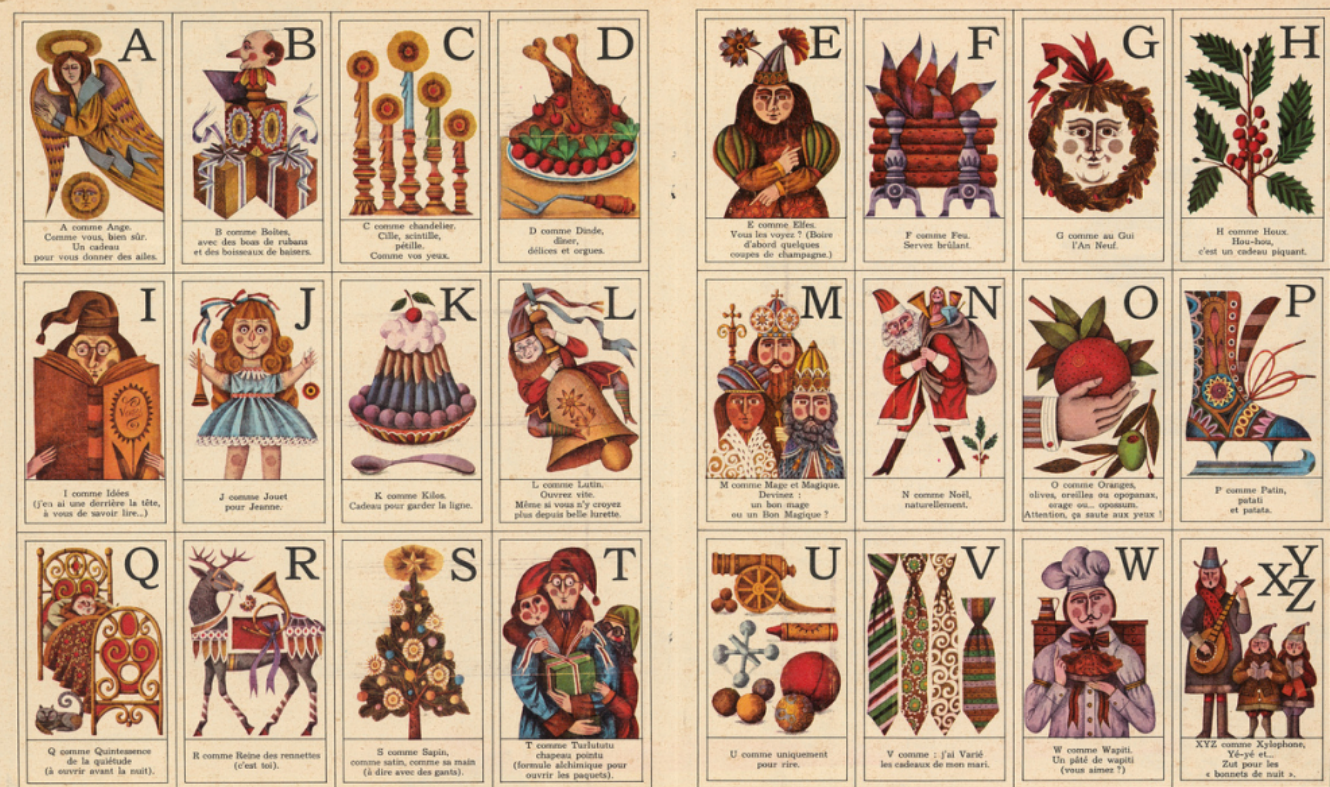 A
A comme Ange.
Comme vous, bien sûr.
Un cadeau
pour vous donner des ailes.
B
B comme Boîtes,
avec des boas de rubans
et des boisseaux de baisers.
C
C comme chandelier.
Cille, scintille,
pétille.
Comme vos yeux.
D
D comme Dinde,
dîner,
délices et orgues.
E
E comme Elfes.
Vous les voyez ? (Boire
d'abord quelques
coupes de champagne.)
F
F comme Feu.
Servez brûlant.
G
G comme au Gui
l'An Neuf.
H
H comme Houx.
Hou-hou,
c'est un cadeau piquant.
I
I comme Idées
(j'en ai une derrière la tête,
à vous de savoir lire...)
J
J comme Jouet
pour Jeanne.
K
K comme Kilos.
Cadeau pour garder la ligne.
L
L comme Lutin.
Ouvrez vite.
Même si vous n'y croyez
plus depuis belle lurette.
M
M comme Mage et Magique.
Devinez :
un bon mage
ou un Bon Magique ?
N
N comme Noël,
naturellement.
O
O comme Oranges,
olives, oreilles ou opopanax,
orage ou... opossum.
Attention, ça saute aux yeux !
P
P comme Patin,
patati
et patata.
Q
Q comme Quintessence
de la quiétude
(à ouvrir avant la nuit).
R
R comme Reine des rennettes
(c'est toi).
S
S comme Sapin,
comme satin, comme sa main
(à dire avec des gants).
T
T comme Turlututu
chapeau pointu
(formule alchimique pour
ouvrir les paquets).
U
U comme uniquement
pour rire.
V
V comme : j'ai Varié
les cadeaux de mon mari.
W
W comme Wapiti.
Un pâté de wapiti
(vous aimez ?)
XYZ
XYZ comme Xylophone,
Yé-yé et...
Zut pour les
« bonnets de nuit ».